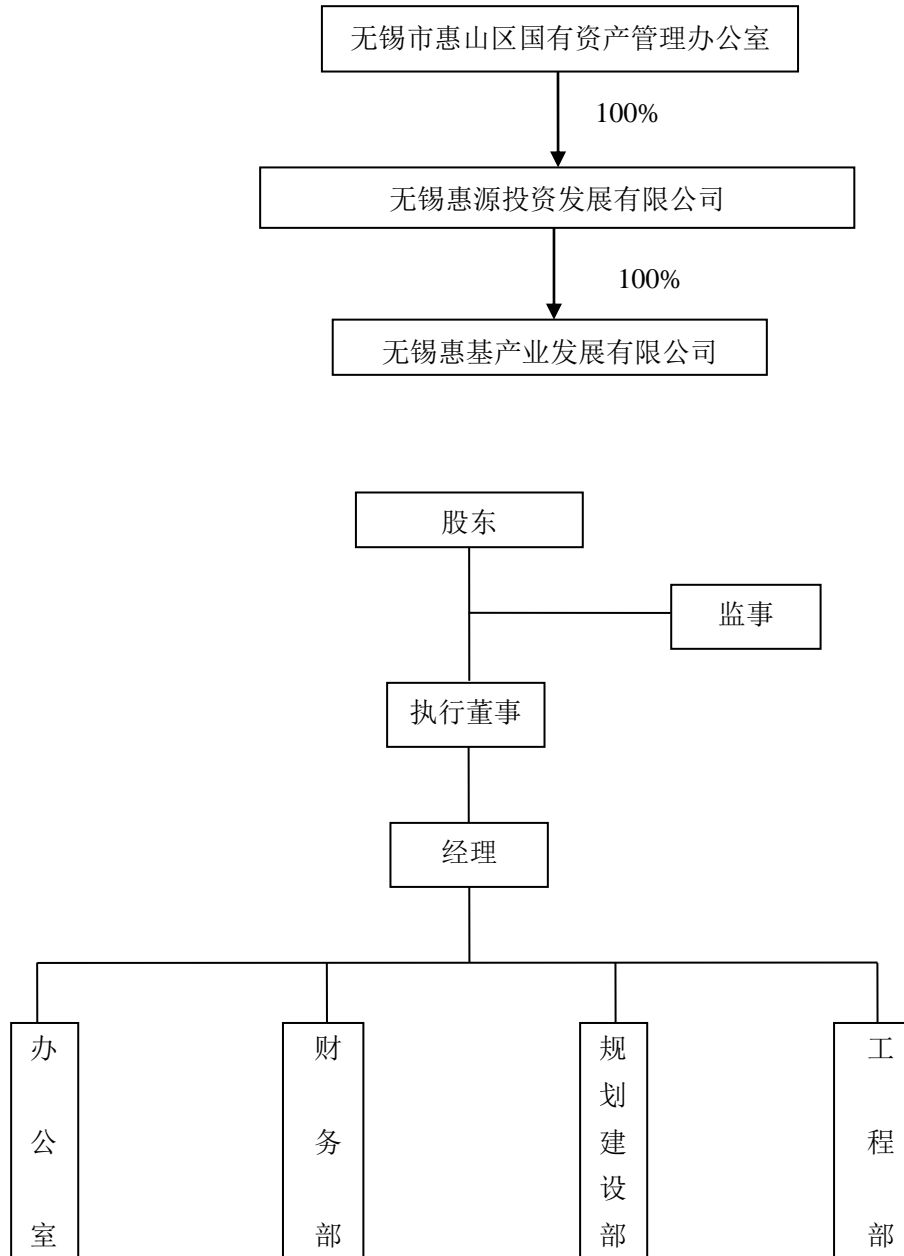 无锡市惠山区国有资产管理办公室
100%
无锡惠源投资发展有限公司
100%
无锡惠基产业发展有限公司
股东
监事
执行董事
经理
办公室
财务部
规划建设部
工程部